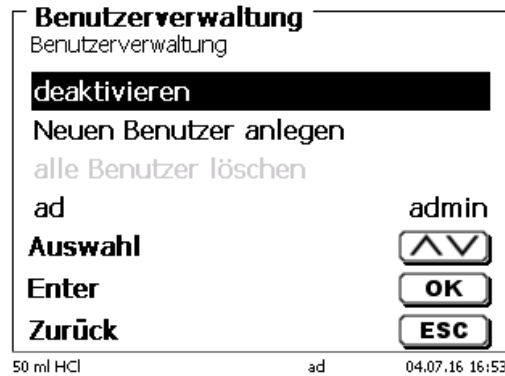 Benutzerverwaltung
Benutzerverwaltung
deaktivieren
Neuen Benutzer anlegen
alle Benutzer löschen
ad admin
Auswahl
Enter OK
Zurück ESC
50 ml HCl ad 04.07.16 16:53